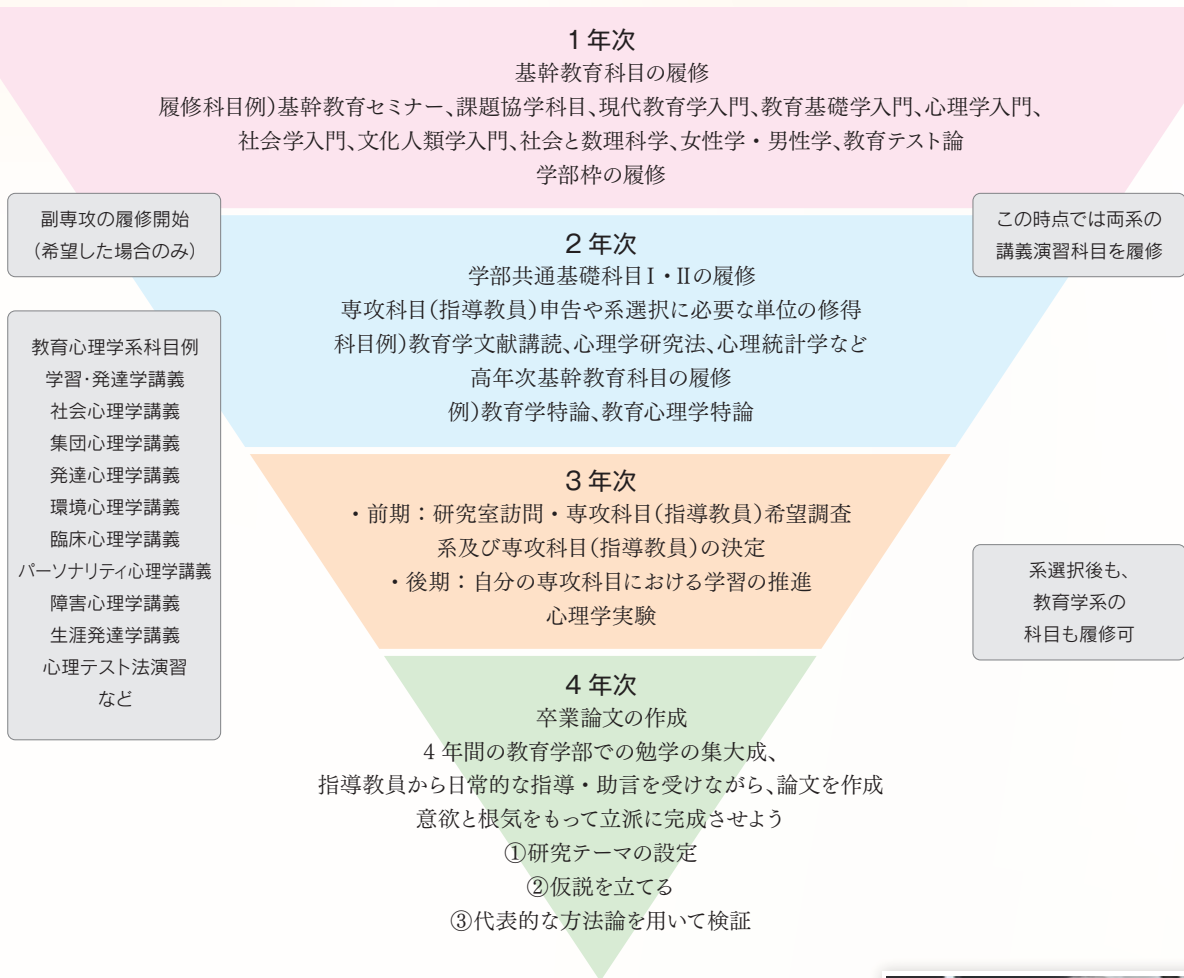 1年次
基幹教育科目の履修
履修科目例)基幹教育セミナー、課題協学科目、現代教育学入門、教育基礎学入門、心理学入門、
社会学入門、文化人類学入門、社会と数理科学、女性学・男性学、教育テスト論
学部枠の履修
副専攻の履修開始
(希望した場合のみ)
この時点では両系の
講義演習科目を履修
2年次
学部共通基礎科目I・IIの履修
専攻科目(指導教員)申告や系選択に必要な単位の修得
科目例)教育学文献講読、心理学研究法、心理統計学など
高年次基幹教育科目の履修
例)教育学特論、教育心理学特論
教育心理学系科目例
学習・発達学講義
社会心理学講義
集団心理学講義
発達心理学講義
環境心理学講義
臨床心理学講義
パーソナリティ心理学講義
障害心理学講義
生涯発達学講義
心理テスト法演習
など
3年次
・前期:研究室訪問・専攻科目(指導教員)希望調査
系及び専攻科目(指導教員)の決定
・後期:自分の専攻科目における学習の推進
心理学実験
系選択後も、
教育学系の
科目も履修可
4年次
卒業論文の作成
4年間の教育学部での勉学の集大成、
指導教員から日常的な指導・助言を受けながら、論文を作成
意欲と根気をもって立派に完成させよう
①研究テーマの設定
②仮説を立てる
③代表的な方法論を用いて検証